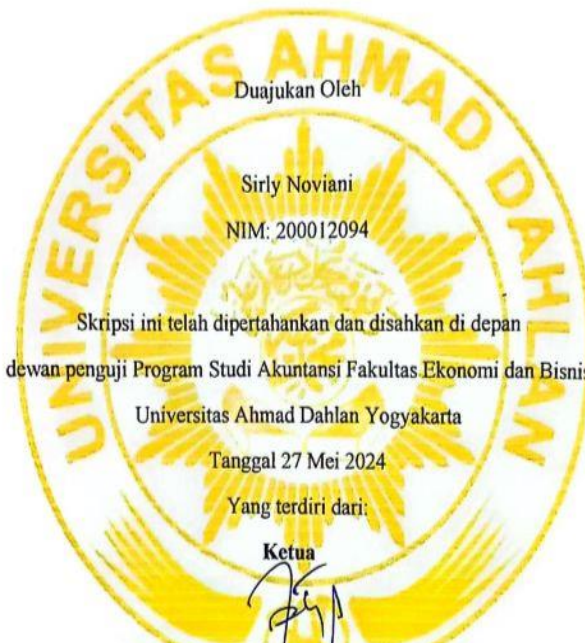 UNIVERSITAS AHMAD DAHLAN
Duajukan Oleh
Sirly Noviani
NIM: 200012094
Skripsi ini telah dipertahankan dan disahkan di depan
dewan penguji Program Studi Akuntansi Fakultas Ekonomi dan Bisnis
Universitas Ahmad Dahlan Yogyakarta
Tanggal 27 Mei 2024
Yang terdiri dari:
Ketua